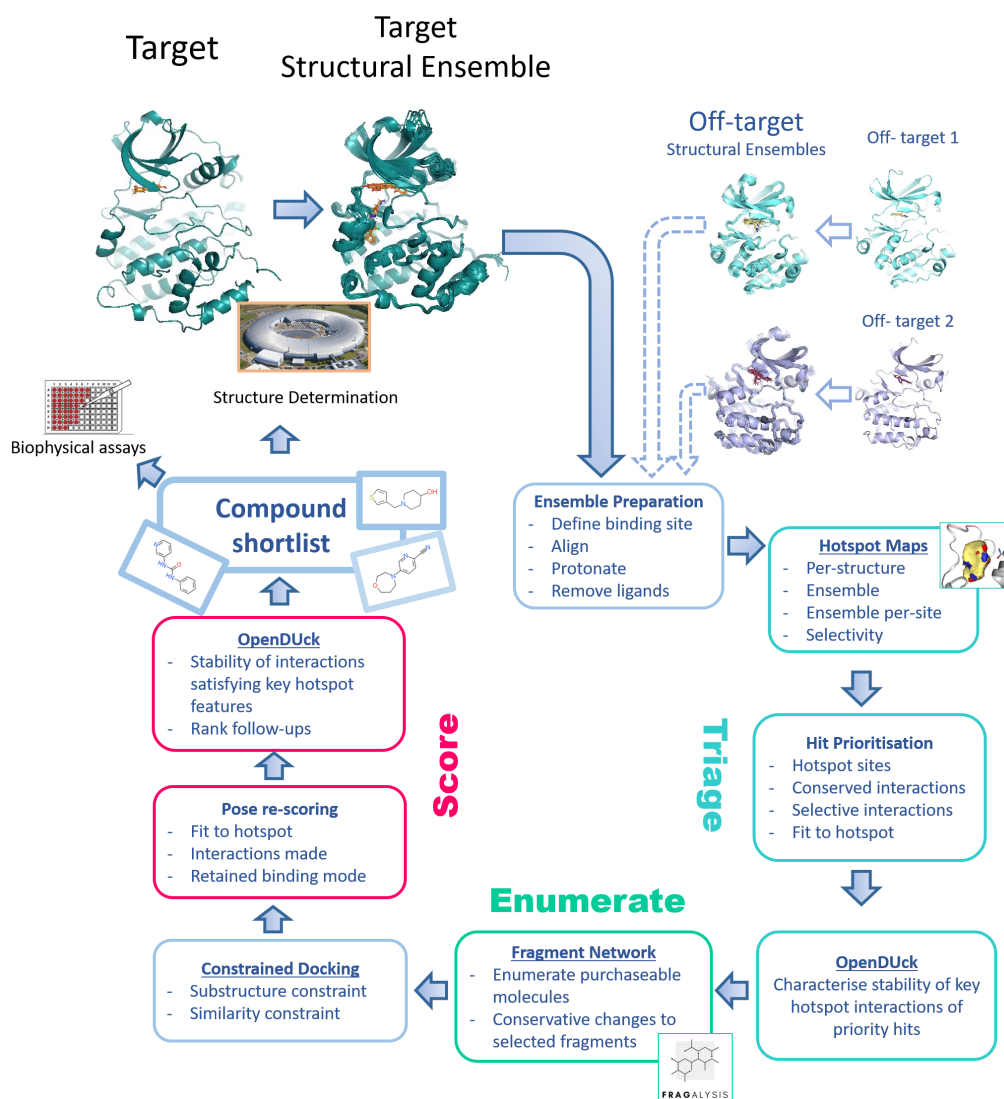 Target
Target
Structural Ensemble
Off-target
Structural Ensembles
Off- target 1
Off- target 2
Structure Determination
Biophysical assays
Compound
shortlist
OH
S
N
N
NH
O
NH
N
N
N
O
Ensemble Preparation
- Define binding site
- Align
- Protonate
- Remove ligands
Hotspot Maps
- Per-structure
- Ensemble
- Ensemble per-site
- Selectivity
Triage
Hit Prioritisation
- Hotspot sites
- Conserved interactions
- Selective interactions
- Fit to hotspot
OpenDUck
Characterise stability of key
hotspot interactions of
priority hits
Enumerate
Fragment Network
- Enumerate purchaseable
molecules
- Conservative changes to
selected fragments
FRAGALYSIS
Constrained Docking
- Substructure constraint
- Similarity constraint
Score
Pose re-scoring
- Fit to hotspot
- Interactions made
- Retained binding mode
OpenDUck
- Stability of interactions
satisfying key hotspot
features
- Rank follow-ups